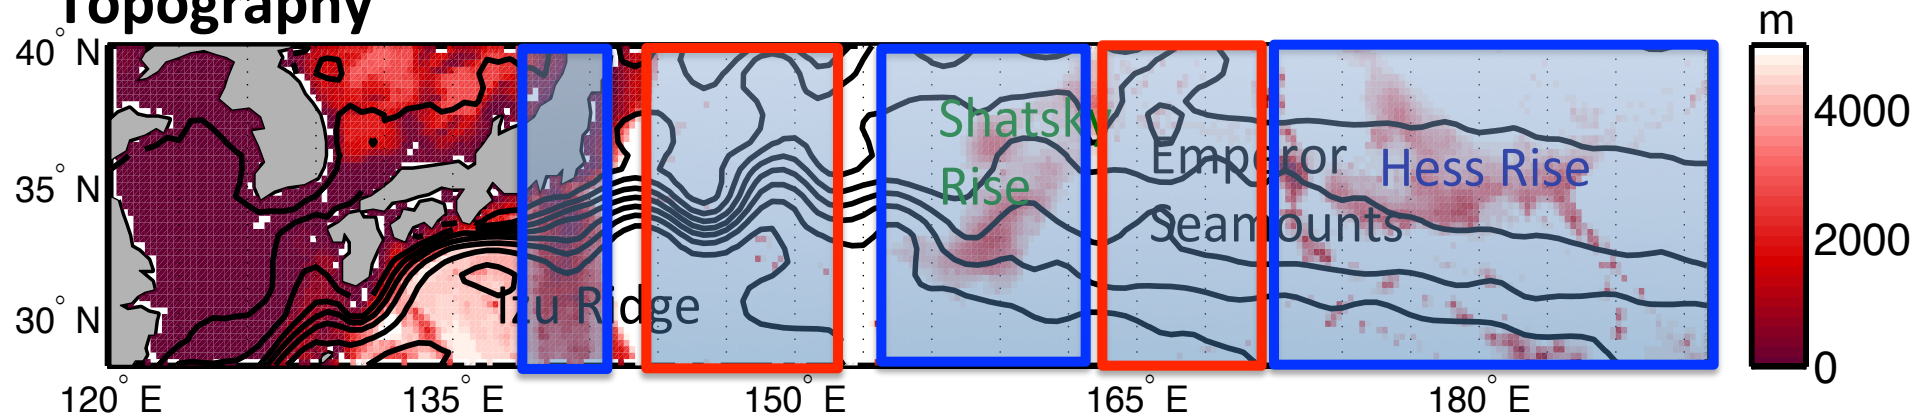 Topography
m
40° N
35° N
30° N
Shatsky
Rise
Emperor
Seamounts
Hess Rise
Izu Ridge
4000
2000
0
120° E
135° E
150° E
165° E
180° E